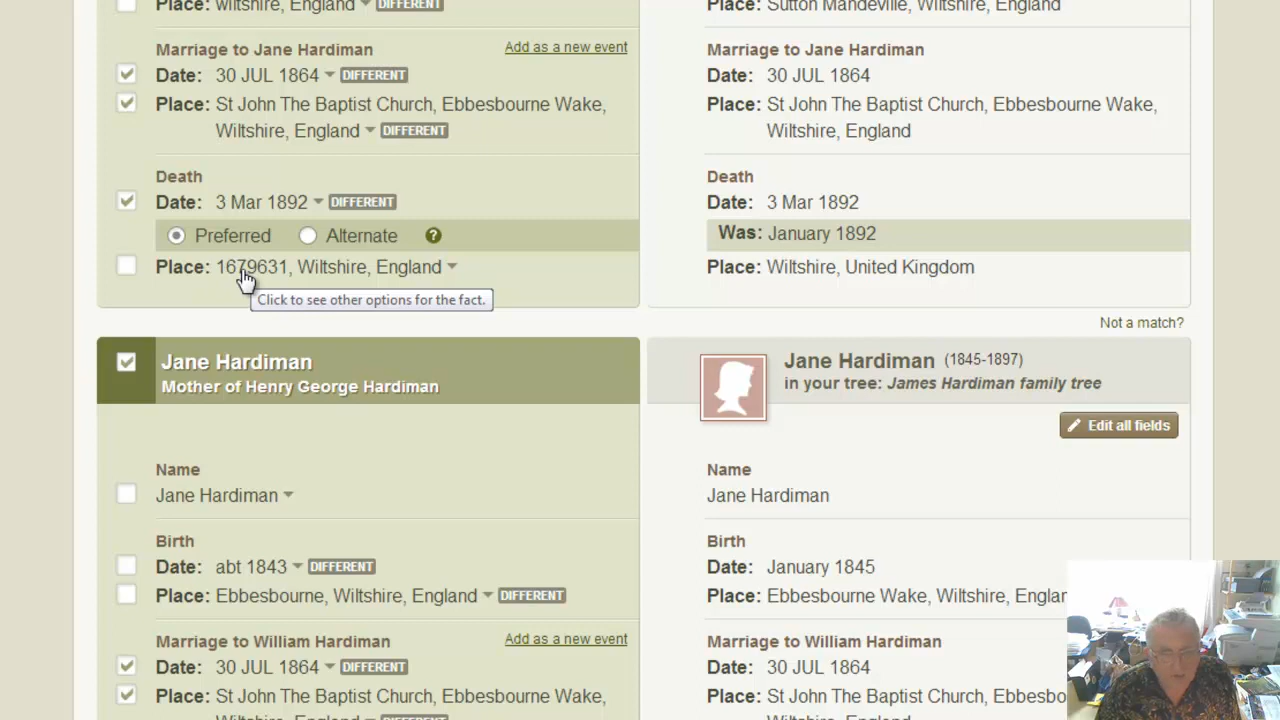 Place: wiltshire, England DIFFERENT
Place: Sutton Mandeville, Wiltshire, England
Marriage to Jane Hardiman Add as a new event
Date: 30 JUL 1864 DIFFERENT
Place: St John The Baptist Church, Ebbesbourne Wake,
Wiltshire, England DIFFERENT
Marriage to Jane Hardiman
Date: 30 JUL 1864
Place: St John The Baptist Church, Ebbesbourne Wake,
Wiltshire, England
Death
Date: 3 Mar 1892 DIFFERENT
Preferred Alternate ?
Place: 1679631, Wiltshire, England
Click to see other options for the fact.
Death
Date: 3 Mar 1892
Was: January 1892
Place: Wiltshire, United Kingdom
Not a match?
Jane Hardiman
Mother of Henry George Hardiman
Jane Hardiman (1845-1897)
in your tree: James Hardiman family tree
Edit all fields
Name
Jane Hardiman
Name
Jane Hardiman
Birth
Date: abt 1843 DIFFERENT
Place: Ebbesbourne, Wiltshire, England DIFFERENT
Birth
Date: January 1845
Place: Ebbesbourne Wake, Wiltshire, Englan
Marriage to William Hardiman Add as a new event
Date: 30 JUL 1864 DIFFERENT
Place: St John The Baptist Church, Ebbesbourne Wake,
Wiltshire, England DIFFERENT
Marriage to William Hardiman
Date: 30 JUL 1864
Place: St John The Baptist Church, Ebbesbo
Wiltshire, England